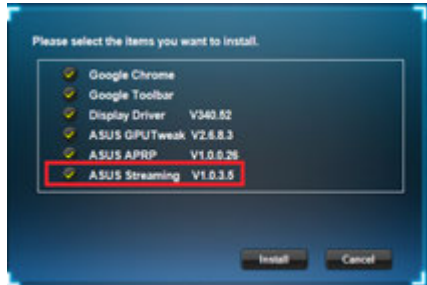 Please select the items you want to install.
Google Chrome
Google Toolbar
Display Driver V340.52
ASUS GPUTweak V2.6.8.3
ASUS APRP V1.0.0.26
ASUS Streaming V1.0.3.5
Install Cancel